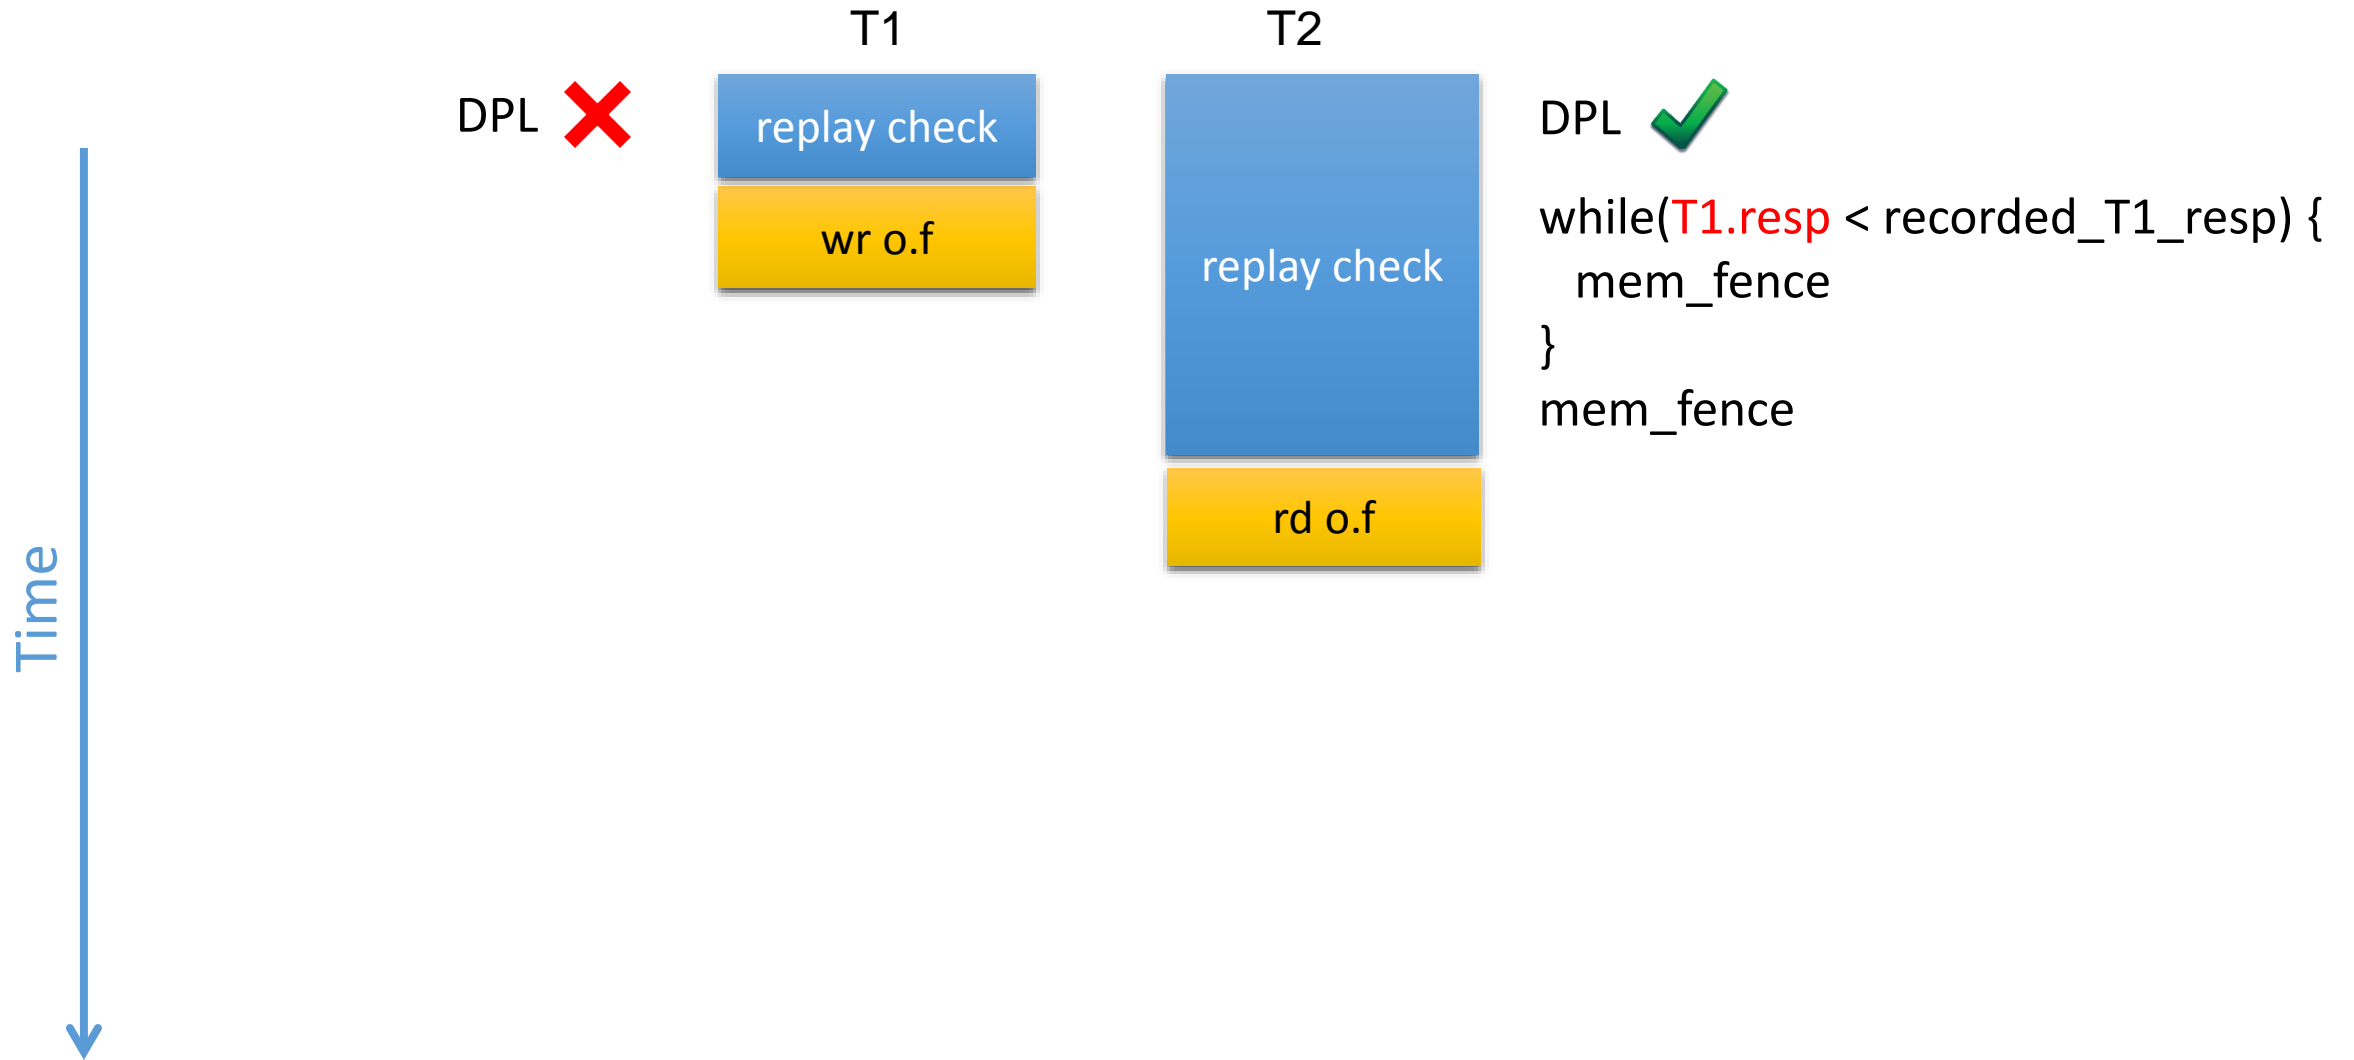 T1
T2
DPL
replay check
wr o.f
replay check
rd o.f
DPL
while(T1.resp < recorded_T1_resp) {
mem_fence
}
mem_fence
Time